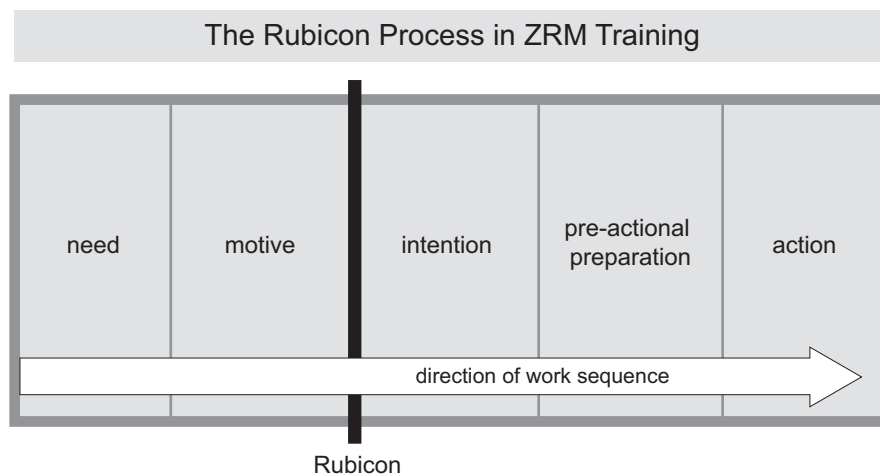 The Rubicon Process in ZRM Training
need
motive
intention
pre-actional
preparation
action
direction of work sequence
Rubicon